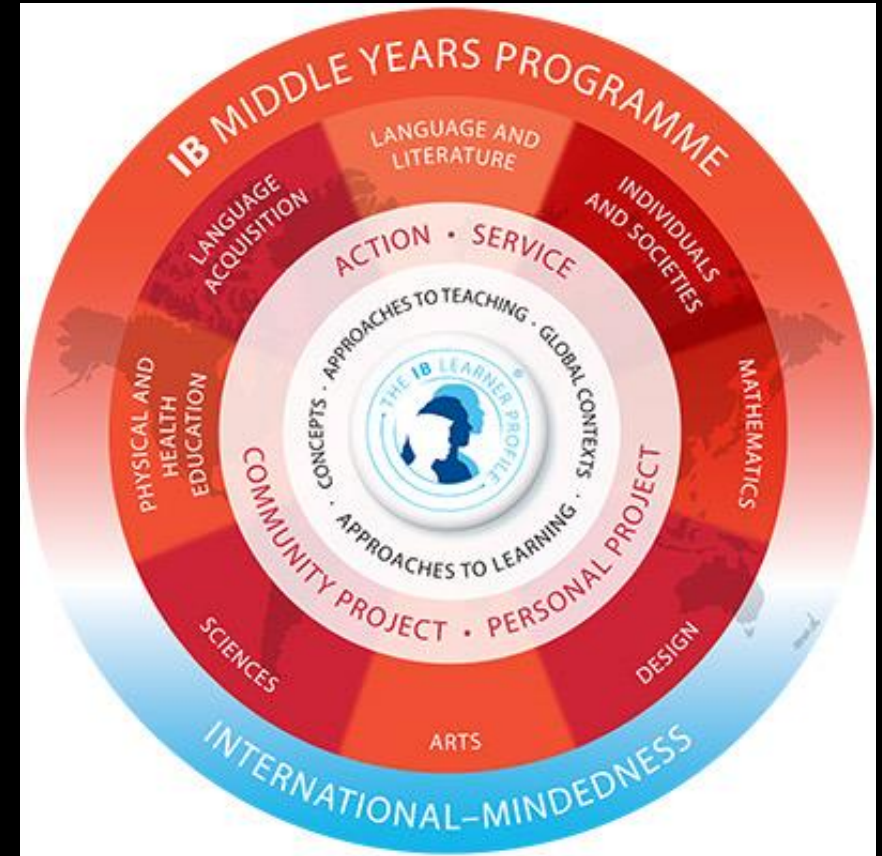 IB MIDDLE YEARS PROGRAMME
LANGUAGE AND
LITERATURE
INDIVIDUALS
AND SOCIETIES
MATHEMATICS
DESIGN
ARTS
SCIENCES
PHYSICAL AND
HEALTH
EDUCATION
LANGUAGE
ACQUISITION
ACTION • SERVICE
PERSONAL PROJECT
•
COMMUNITY PROJECT
APPROACHES TO TEACHING · GLOBAL CONTEXTS · APPROACHES TO LEARNING · CONCEPTS ·
THE IB LEARNER PROFILE
®
INTERNATIONAL–MINDEDNESS